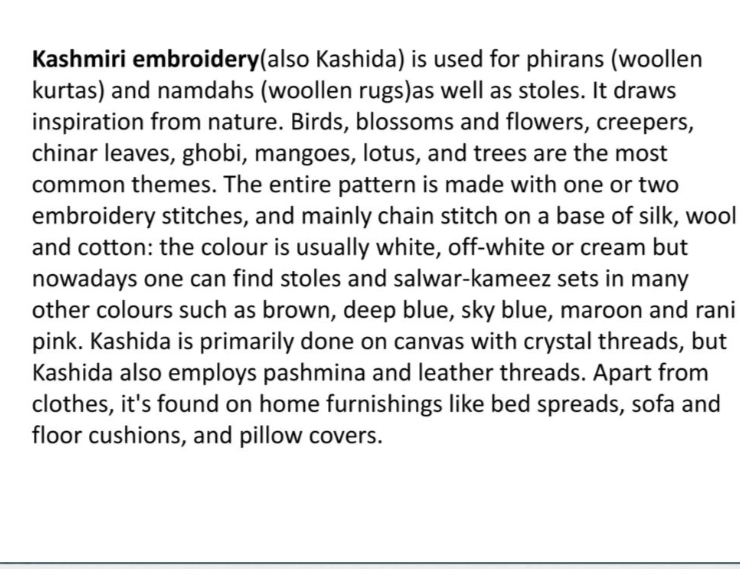 Kashmiri embroidery(also Kashida) is used for phirans (woollen
kurtas) and namdahs (woollen rugs)as well as stoles. It draws
inspiration from nature. Birds, blossoms and flowers, creepers,
chinar leaves, ghobi, mangoes, lotus, and trees are the most
common themes. The entire pattern is made with one or two
embroidery stitches, and mainly chain stitch on a base of silk, wool
and cotton: the colour is usually white, off-white or cream but
nowadays one can find stoles and salwar-kameez sets in many
other colours such as brown, deep blue, sky blue, maroon and rani
pink. Kashida is primarily done on canvas with crystal threads, but
Kashida also employs pashmina and leather threads. Apart from
clothes, it's found on home furnishings like bed spreads, sofa and
floor cushions, and pillow covers.